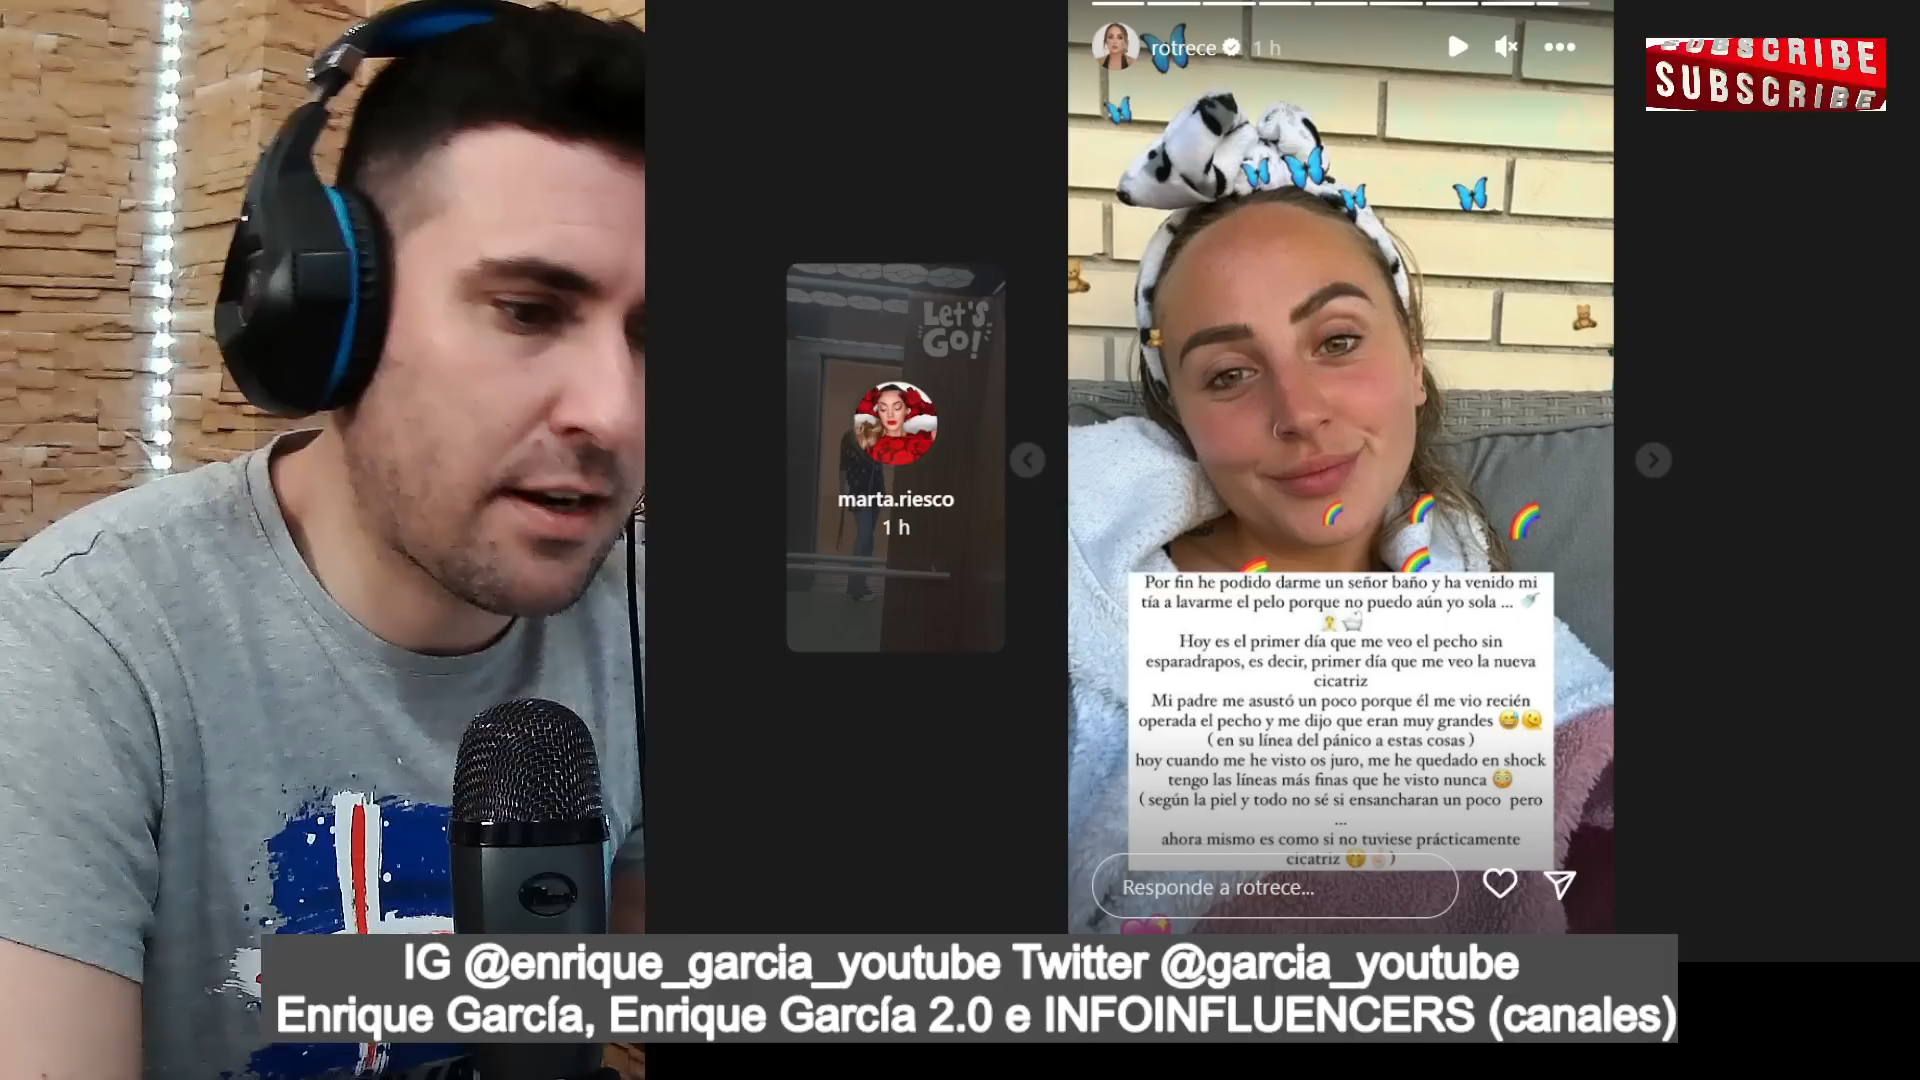 rotrece 1 h
SUBSCRIBE
SUBSCRIBE
Let's
Go!
marta.riesco
1 h
Por fin he podido darme un señor baño y ha venido mi
tía a lavarme el pelo porque no puedo aún yo sola ... 🚿
🧖‍♀️🛁
Hoy es el primer día que me veo el pecho sin
esparadrapos, es decir, primer día que me veo la nueva
cicatriz
Mi padre me asustó un poco porque él me vio recién
operada el pecho y me dijo que eran muy grandes 😅🫠
( en su línea del pánico a estas cosas )
hoy cuando me he visto os juro, me he quedado en shock
tengo las líneas más finas que he visto nunca 😳
( según la piel y todo no sé si ensancharan un poco pero
...
ahora mismo es como si no tuviese prácticamente
cicatriz 🤫🤞🏻 )
Responde a rotrece...
IG @enrique_garcia_youtube Twitter @garcia_youtube
Enrique García, Enrique García 2.0 e INFOINFLUENCERS (canales)